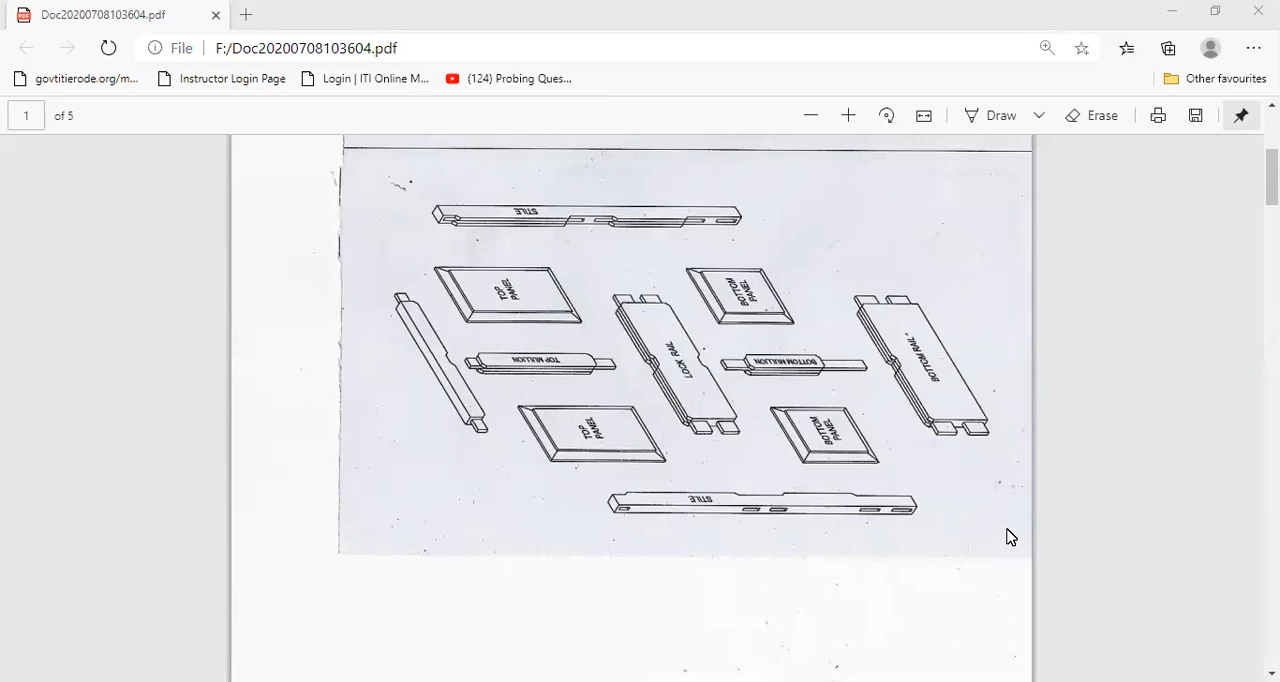 Doc20200708103604.pdf
File F:/Doc20200708103604.pdf
govtitierode.org/m... Instructor Login Page Login | ITI Online M... (124) Probing Ques... Other favourites
1 of 5 Draw Erase
STILE
TOP
PANEL
BOTTOM
PANEL
TOP MULLION
LOCK RAIL
BOTTOM MULLION
BOTTOM RAIL
TOP
PANEL
BOTTOM
PANEL
STILE